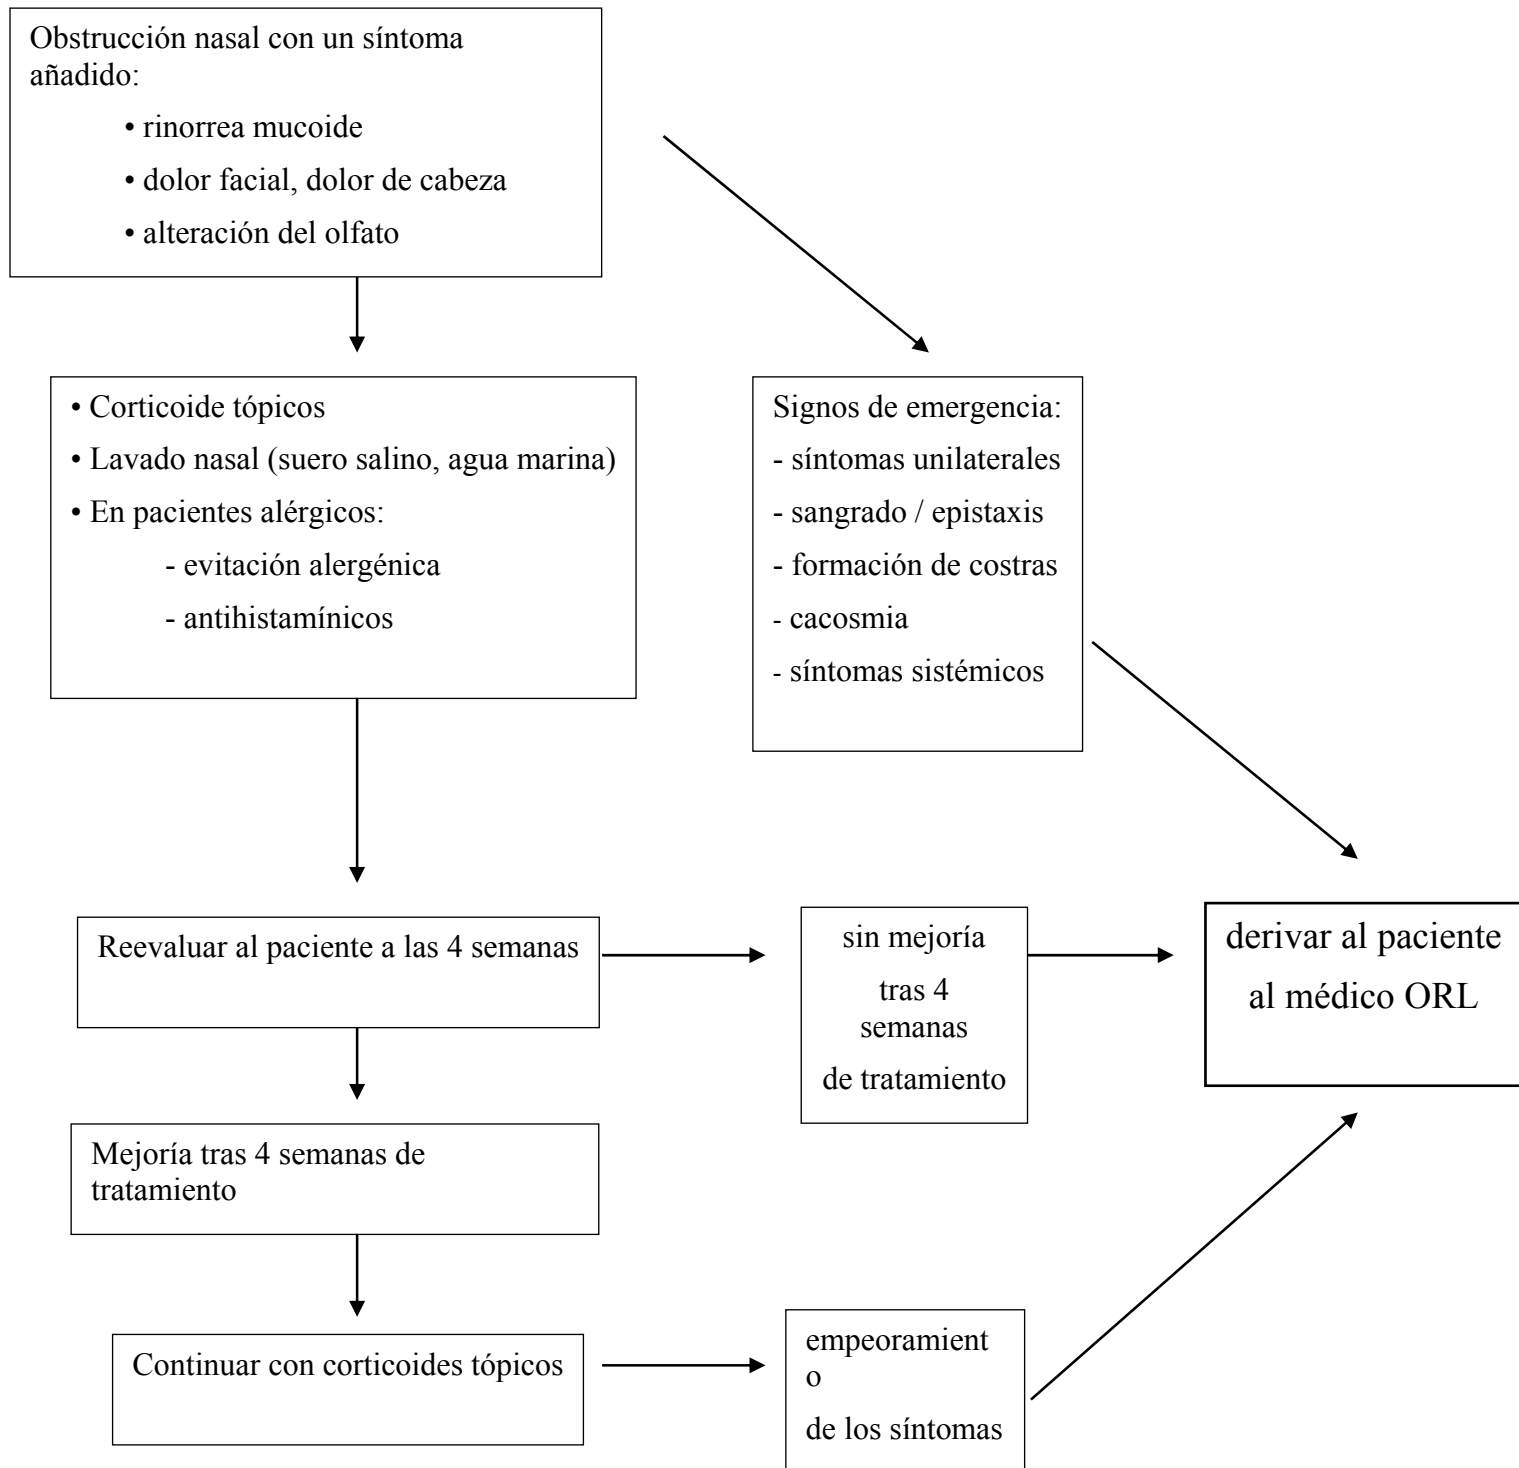 Obstrucción nasal con un síntoma
añadido:
• rinorrea mucoide
• dolor facial, dolor de cabeza
• alteración del olfato
• Corticoide tópicos
• Lavado nasal (suero salino, agua marina)
• En pacientes alérgicos:
- evitación alergénica
- antihistamínicos
Signos de emergencia:
- síntomas unilaterales
- sangrado / epistaxis
- formación de costras
- cacosmia
- síntomas sistémicos
Reevaluar al paciente a las 4 semanas
sin mejoría
tras 4
semanas
de tratamiento
derivar al paciente
al médico ORL
Mejoría tras 4 semanas de
tratamiento
Continuar con corticoides tópicos
empeoramient
o
de los síntomas